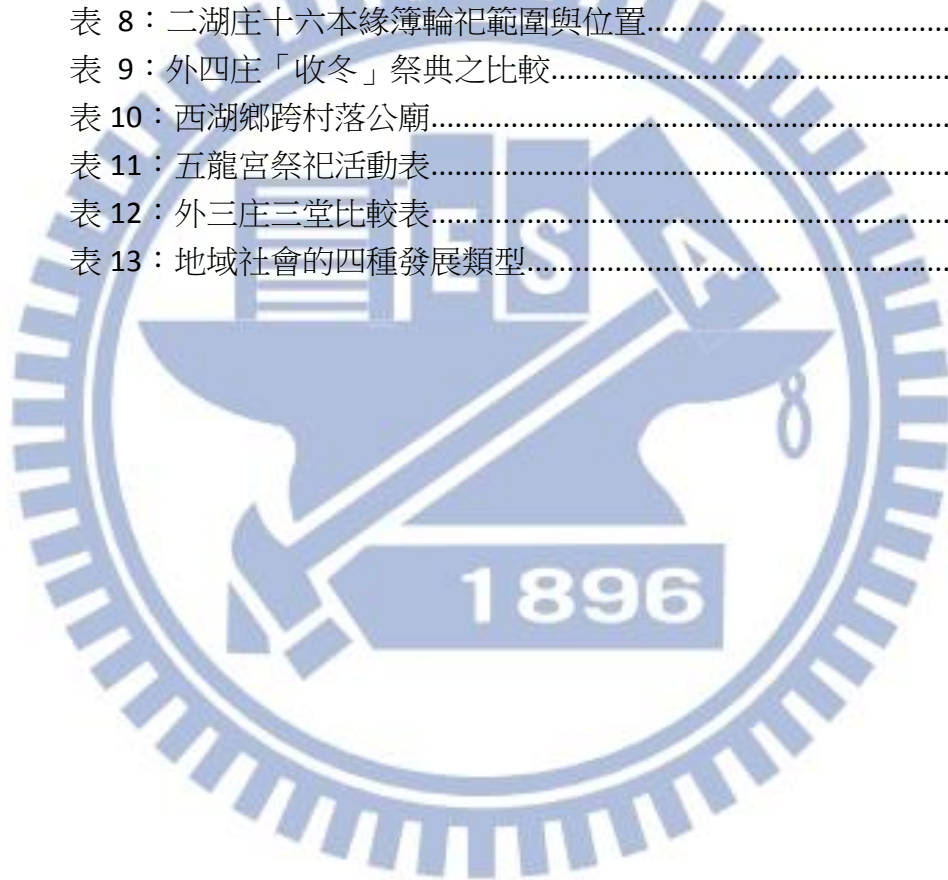 表 8：二湖庄十六本緣簿輪祀範圍與位置......................................
表 9：外四庄「收冬」祭典之比較..................................................
表 10：西湖鄉跨村落公廟.................................................................
表 11：五龍宮祭祀活動表.................................................................
表 12：外三庄三堂比較表.................................................................
表 13：地域社會的四種發展類型.....................................................
ES
A
8
1896